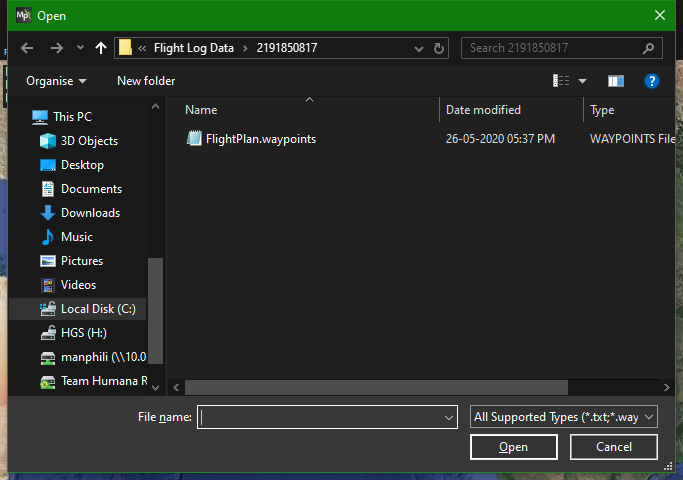 Mp
Open
« Flight Log Data > 2191850817
Search 2191850817
Organise
New folder
?
Name
Date modified
Type
FlightPlan.waypoints
26-05-2020 05:37 PM
WAYPOINTS File
This PC
3D Objects
Desktop
Documents
Downloads
Music
Pictures
Videos
Local Disk (C:)
HGS (H:)
manphili (\\10.0
Team Humana R
File name:
All Supported Types (*.txt;*.way
Open
Cancel